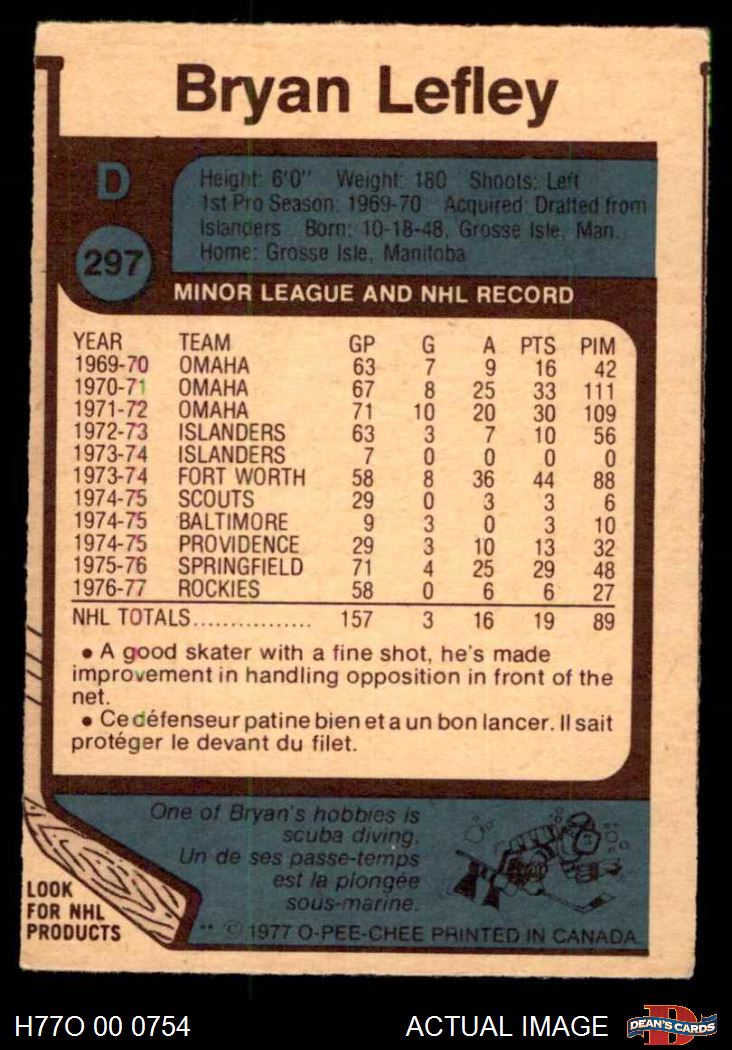 Bryan Lefley
D
Height: 6'0" Weight: 180 Shoots: Left
1st Pro Season: 1969-70 Acquired: Drafted from
Islanders Born: 10-18-48, Grosse Isle, Man.
Home: Grosse Isle, Manitoba
297
MINOR LEAGUE AND NHL RECORD
YEAR TEAM GP G A PTS PIM
1969-70 OMAHA 63 7 9 16 42
1970-71 OMAHA 67 8 25 33 111
1971-72 OMAHA 71 10 20 30 109
1972-73 ISLANDERS 63 3 7 10 56
1973-74 ISLANDERS 7 0 0 0 0
1973-74 FORT WORTH 58 8 36 44 88
1974-75 SCOUTS 29 0 3 3 6
1974-75 BALTIMORE 9 3 0 3 10
1974-75 PROVIDENCE 29 3 10 13 32
1975-76 SPRINGFIELD 71 4 25 29 48
1976-77 ROCKIES 58 0 6 6 27
NHL TOTALS................ 157 3 16 19 89
● A good skater with a fine shot, he's made
improvement in handling opposition in front of the
net.
● Ce défenseur patine bien et a un bon lancer. Il sait
protéger le devant du filet.
One of Bryan's hobbies is
scuba diving.
Un de ses passe-temps
est la plongée
sous-marine.
LOOK
FOR NHL
PRODUCTS
** © 1977 O-PEE-CHEE PRINTED IN CANADA
H77O 00 0754
ACTUAL IMAGE
D
DEAN'S CARDS